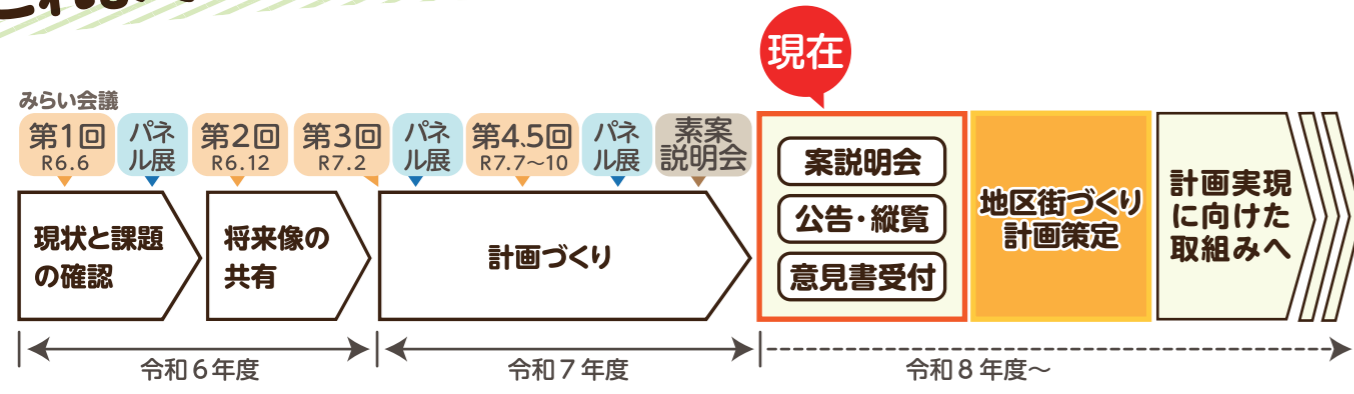 現在
みらい会議
第1回
R6.6
パネ
ル展
第2回
R6.12
第3回
R7.2
パネ
ル展
第4.5回
R7.7〜10
パネ
ル展
素案
説明会
現状と課題
の確認
将来像の
共有
計画づくり
案説明会
公告・縦覧
意見書受付
地区街づくり
計画策定
計画実現
に向けた
取組みへ
令和6年度
令和7年度
令和8年度〜